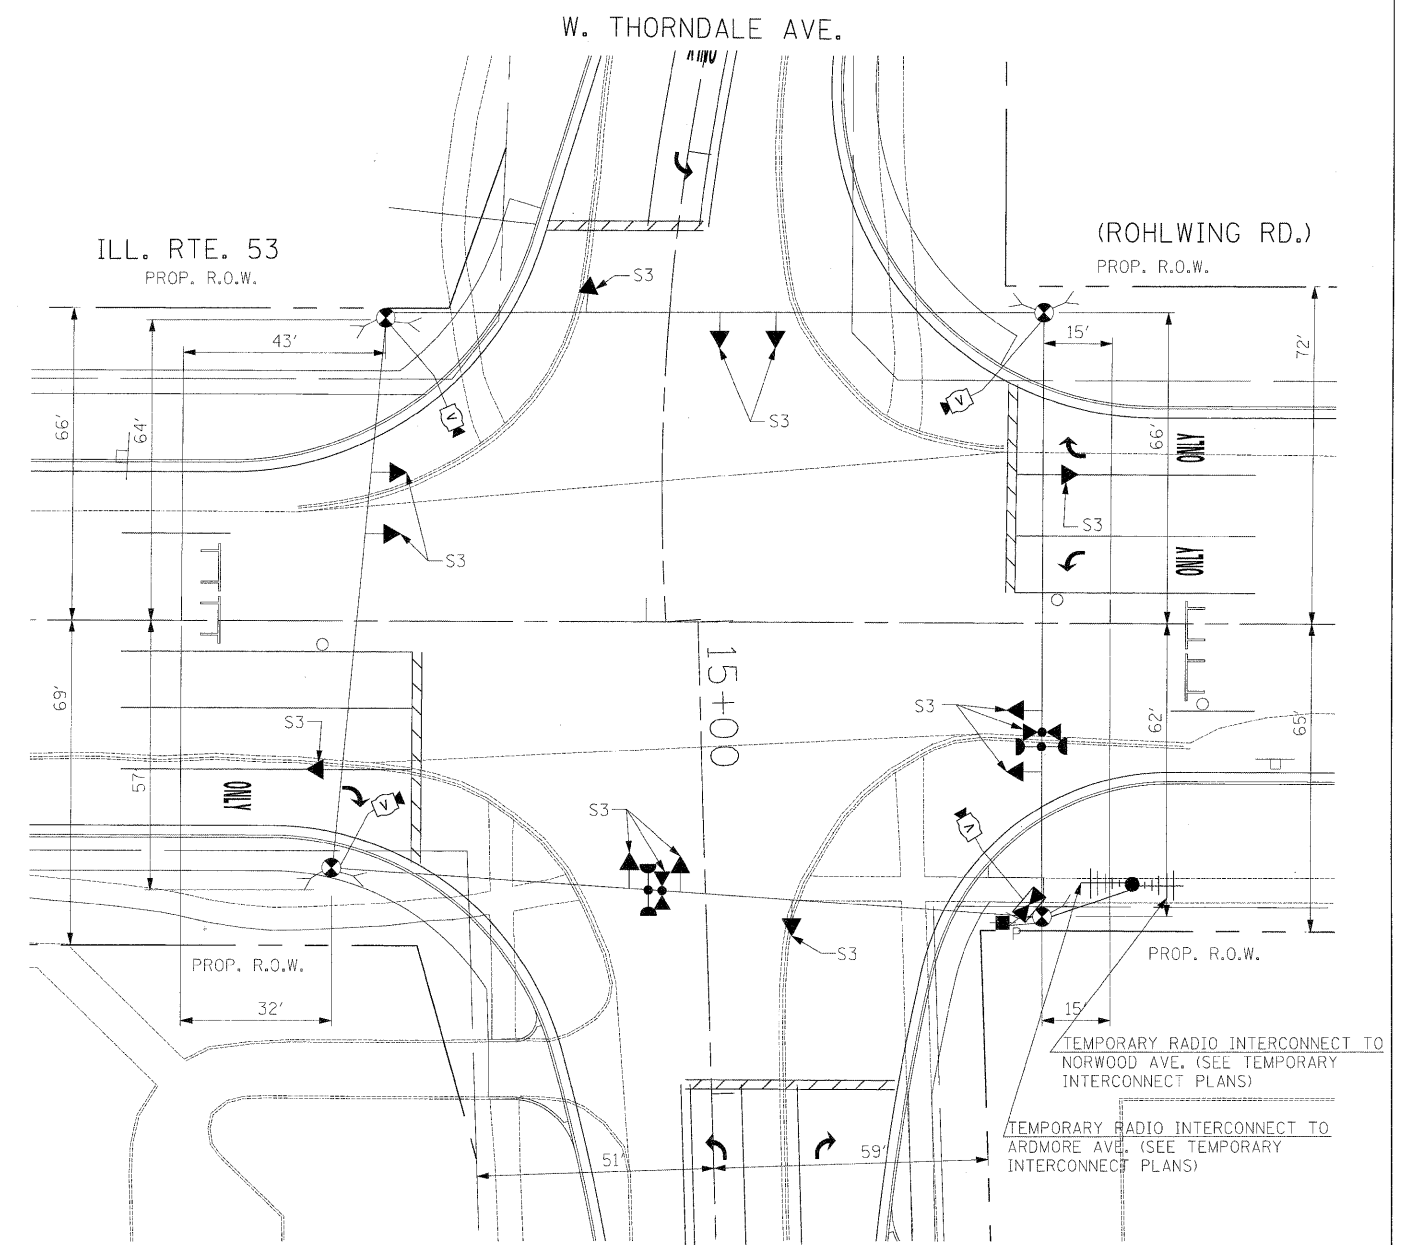 W. THORNDALE AVE.
ONLY
ILL. RTE. 53
PROP. R.O.W.
(ROHLWING RD.)
PROP. R.O.W.
S3
43'
15'
72'
66'
64'
V
V
S3
66'
ONLY
S3
S3
ONLY
15+00
69'
S3
S3
62'
65'
57'
ONLY
V
S3
V
S3
P
PROP. R.O.W.
PROP. R.O.W.
32'
15'
TEMPORARY RADIO INTERCONNECT TO
NORWOOD AVE. (SEE TEMPORARY
INTERCONNECT PLANS)
TEMPORARY RADIO INTERCONNECT TO
ARDMORE AVE. (SEE TEMPORARY
INTERCONNECT PLANS)
51'
59'